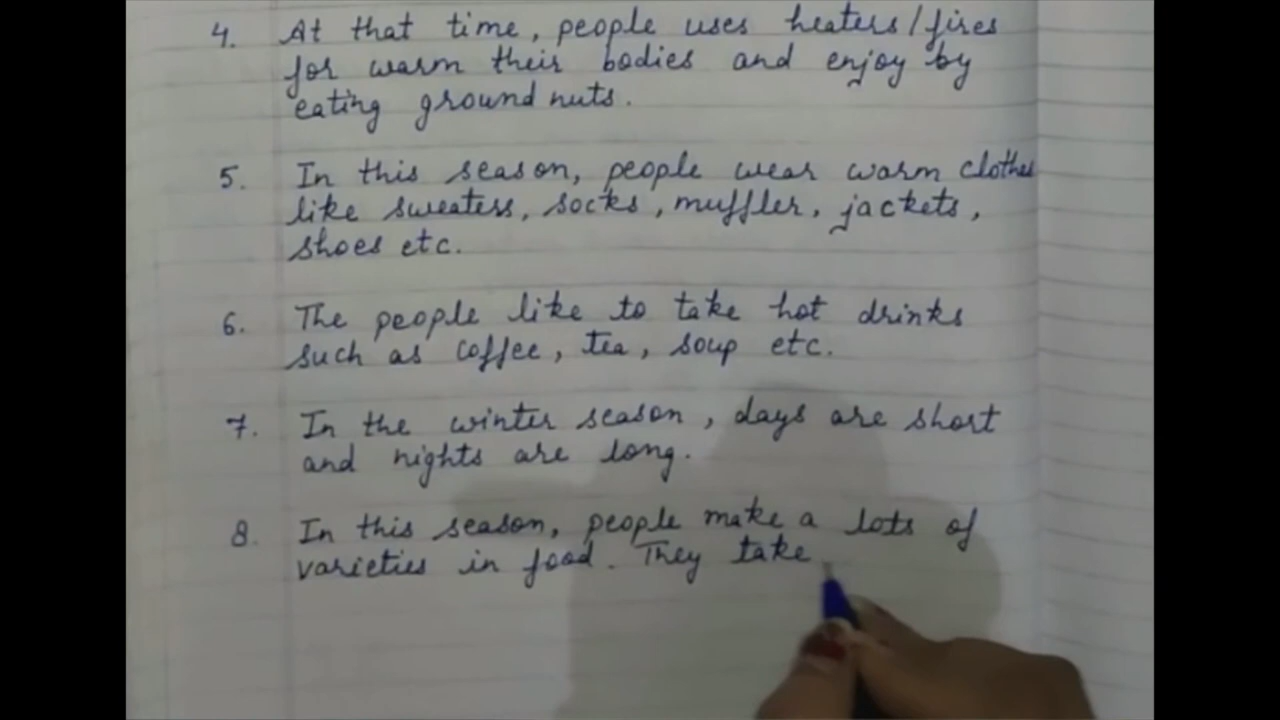 4. At that time, people uses heaters/fires
for warm their bodies and enjoy by
eating ground nuts.
5. In this season, people wear warm clothes
like sweaters, socks, muffler, jackets,
shoes etc.
6. The people like to take hot drinks
such as coffee, tea, soup etc.
7. In the winter season, days are short
and nights are long.
8. In this season, people make a lots of
varieties in food. They take